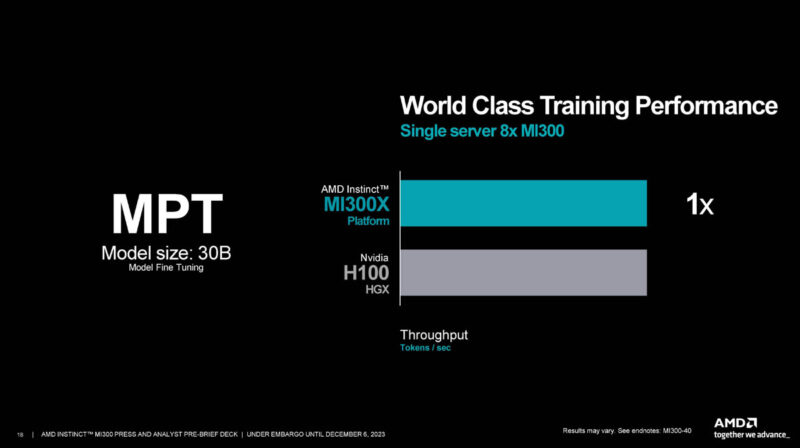 World Class Training Performance
Single server 8x MI300
MPT
Model size: 30B
Model Fine Tuning
AMD Instinct™
MI300X
Platform
1x
Nvidia
H100
HGX
Throughput
Tokens / sec
18 | AMD INSTINCT™ MI300 PRESS AND ANALYST PRE-BRIEF DECK | UNDER EMBARGO UNTIL DECEMBER 6, 2023
Results may vary. See endnotes: MI300-40
AMD
together we advance_